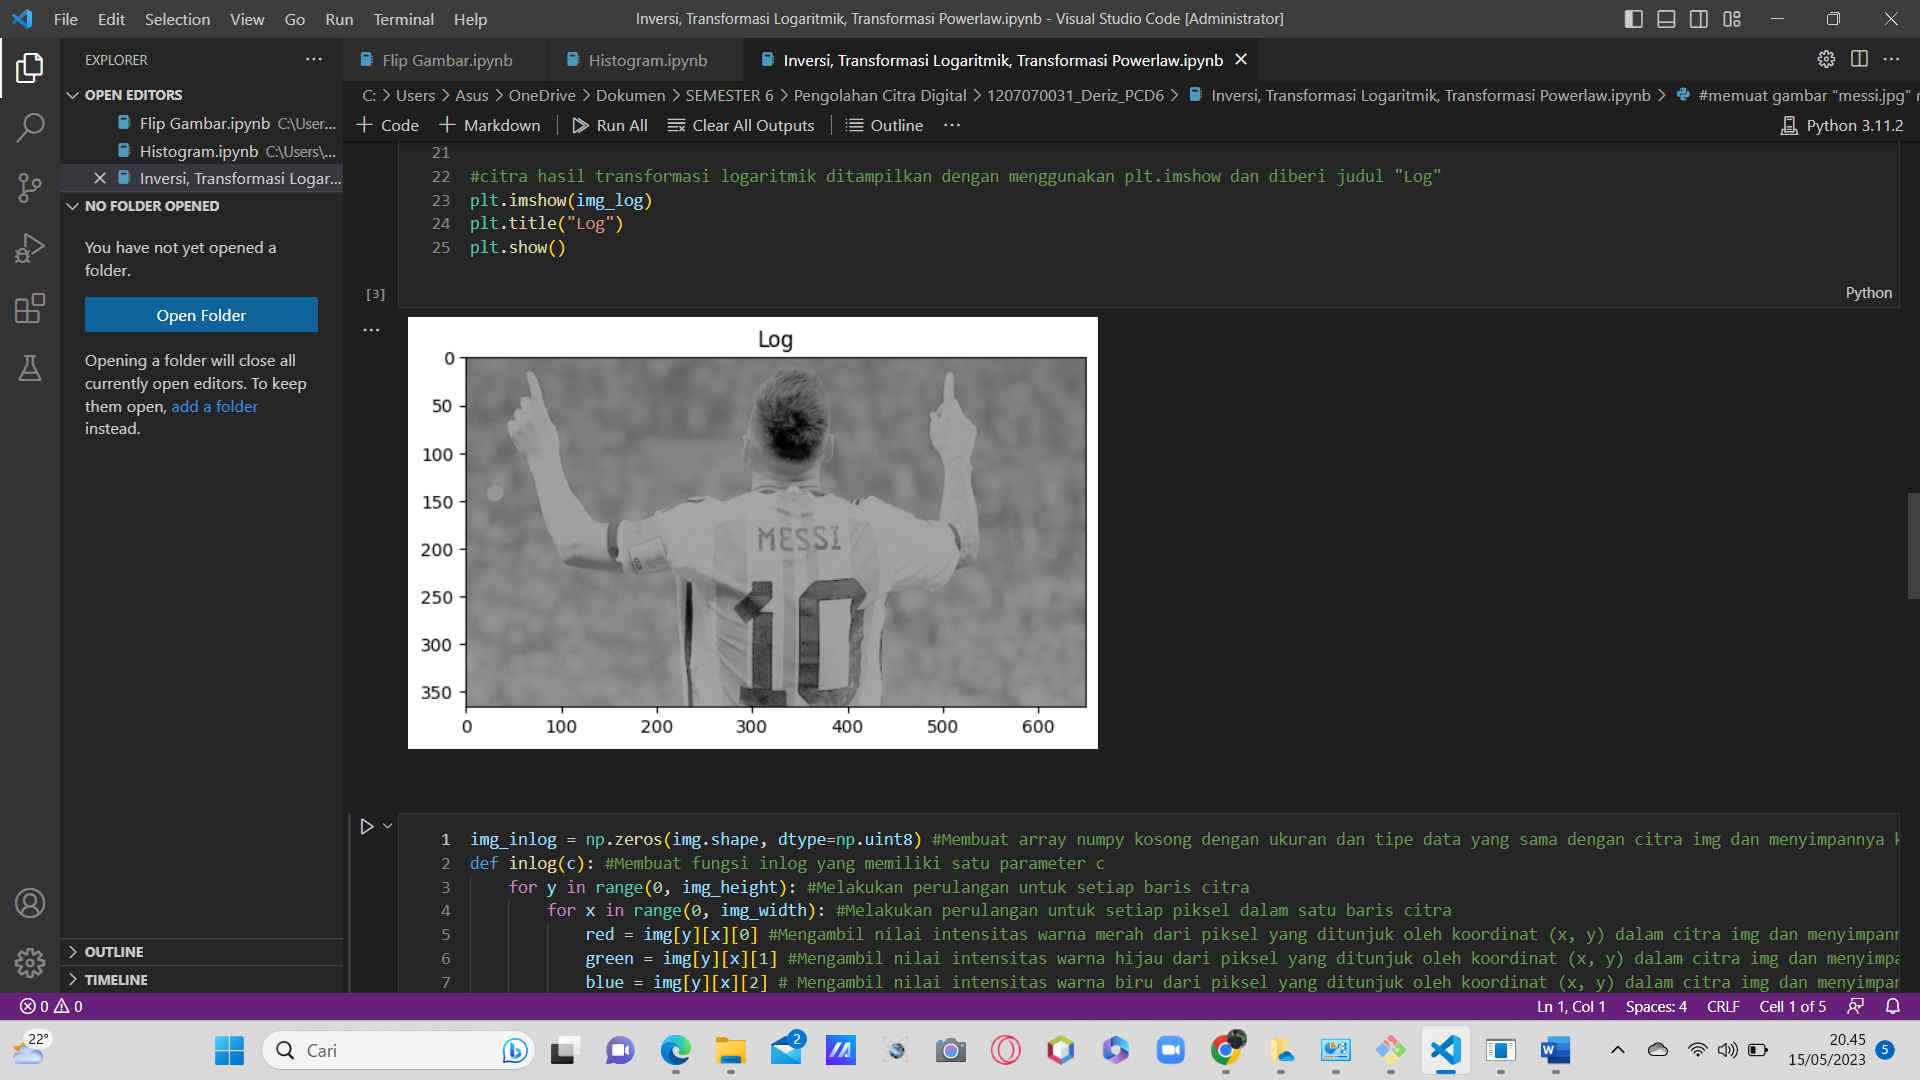 File Edit Selection View Go Run Terminal Help
Inversi, Transformasi Logaritmik, Transformasi Powerlaw.ipynb - Visual Studio Code [Administrator]
EXPLORER
OPEN EDITORS
Flip Gambar.ipynb C:\User...
Histogram.ipynb C:\Users\...
Inversi, Transformasi Logar...
NO FOLDER OPENED
You have not yet opened a
folder.
Open Folder
Opening a folder will close all
currently open editors. To keep
them open, add a folder
instead.
OUTLINE
TIMELINE
Flip Gambar.ipynb
Histogram.ipynb
Inversi, Transformasi Logaritmik, Transformasi Powerlaw.ipynb
C: > Users > Asus > OneDrive > Dokumen > SEMESTER 6 > Pengolahan Citra Digital > 1207070031_Deriz_PCD6 > Inversi, Transformasi Logaritmik, Transformasi Powerlaw.ipynb > #memuat gambar "messi.jpg"
+ Code + Markdown Run All Clear All Outputs Outline ...
Python 3.11.2
21
22 #citra hasil transformasi logaritmik ditampilkan dengan menggunakan plt.imshow dan diberi judul "Log"
23 plt.imshow(img_log)
24 plt.title("Log")
25 plt.show()
[3]
Python
Log
0
50
100
150
200
250
300
350
0 100 200 300 400 500 600
MESSI
10
1 img_inlog = np.zeros(img.shape, dtype=np.uint8) #Membuat array numpy kosong dengan ukuran dan tipe data yang sama dengan citra img dan menyimpannya
2 def inlog(c): #Membuat fungsi inlog yang memiliki satu parameter c
3 for y in range(0, img_height): #Melakukan perulangan untuk setiap baris citra
4 for x in range(0, img_width): #Melakukan perulangan untuk setiap piksel dalam satu baris citra
5 red = img[y][x][0] #Mengambil nilai intensitas warna merah dari piksel yang ditunjuk oleh koordinat (x, y) dalam citra img dan menyimpan
6 green = img[y][x][1] #Mengambil nilai intensitas warna hijau dari piksel yang ditunjuk oleh koordinat (x, y) dalam citra img dan menyimpa
7 blue = img[y][x][2] # Mengambil nilai intensitas warna biru dari piksel yang ditunjuk oleh koordinat (x, y) dalam citra img dan menyimpan
0 0
Ln 1, Col 1 Spaces: 4 CRLF Cell 1 of 5
22°
Cari
2
20.45
15/05/2023
5